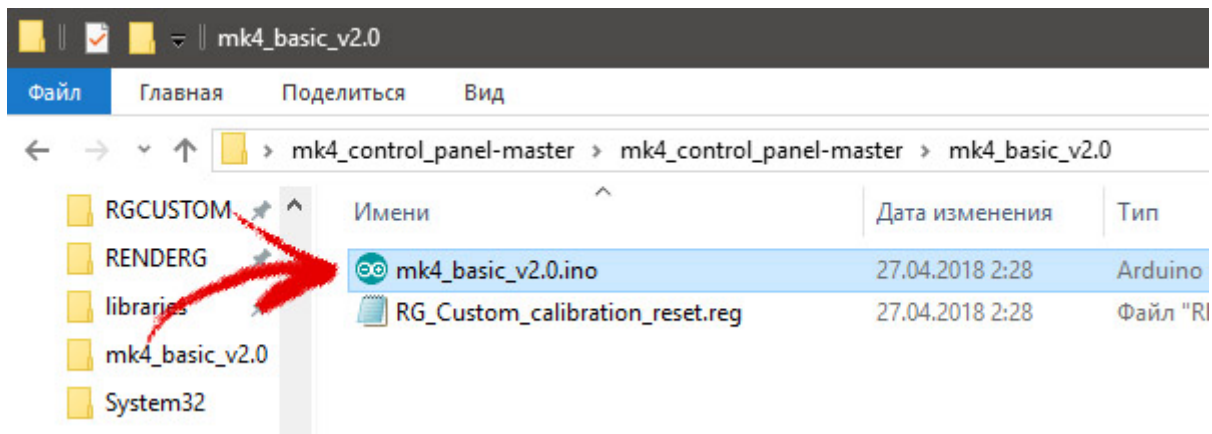 mk4_basic_v2.0
Файл Главная Поделиться Вид
mk4_control_panel-master > mk4_control_panel-master > mk4_basic_v2.0
RGCUSTOM Имени Дата изменения Тип
RENDERG mk4_basic_v2.0.ino 27.04.2018 2:28 Arduino
libraries RG_Custom_calibration_reset.reg 27.04.2018 2:28 Файл "RE
mk4_basic_v2.0
System32